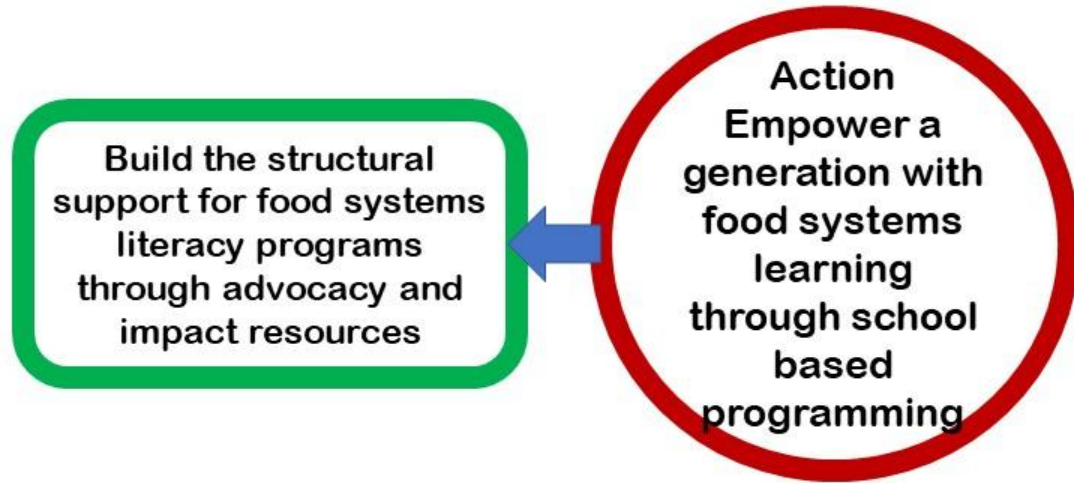 Build the structural
support for food systems
literacy programs
through advocacy and
impact resources
Action
Empower a
generation with
food systems
learning
through school
based
programming